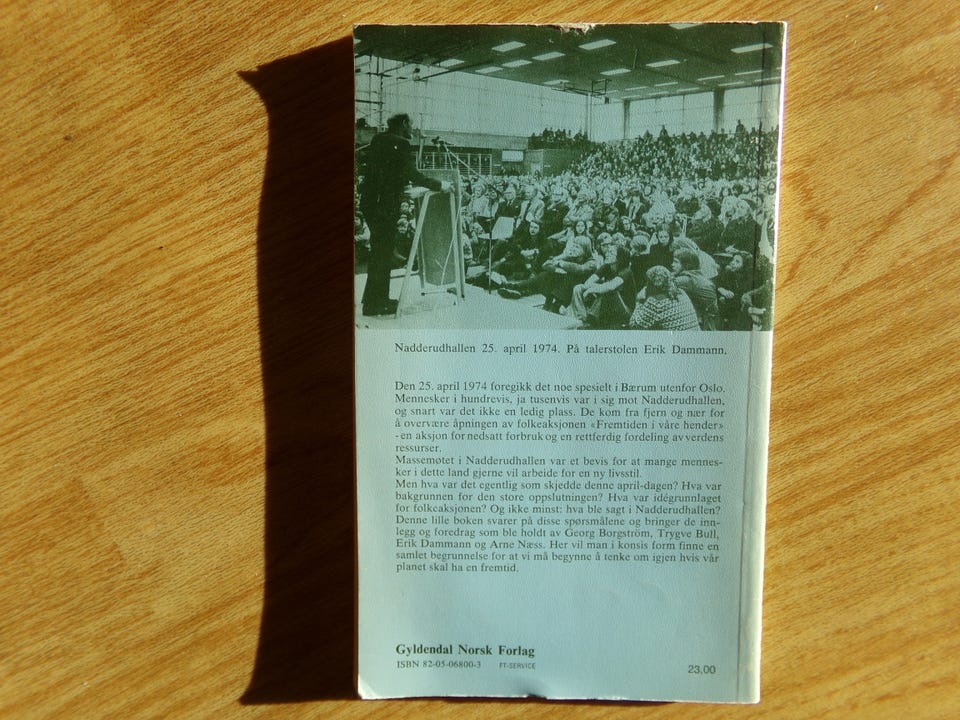 Nadderudhallen 25. april 1974. På talerstolen Erik Dammann.
Den 25. april 1974 foregikk det noe spesielt i Bærum utenfor Oslo.
Mennesker i hundrevis, ja tusenvis var i sig mot Nadderudhallen,
og snart var det ikke en ledig plass. De kom fra fjern og nær for
å overvære åpningen av folkeaksjonen «Fremtiden i våre hender»
- en aksjon for nedsatt forbruk og en rettferdig fordeling av verdens
ressurser.
Massemøtet i Nadderudhallen var et bevis for at mange mennes-
ker i dette land gjerne vil arbeide for en ny livsstil.
Men hva var det egentlig som skjedde denne april-dagen? Hva var
bakgrunnen for den store oppslutningen? Hva var idégrunnlaget
for folkeaksjonen? Og ikke minst: hva ble sagt i Nadderudhallen?
Denne lille boken svarer på disse spørsmålene og bringer de inn-
legg og foredrag som ble holdt av Georg Borgström, Trygve Bull,
Erik Dammann og Arne Næss. Her vil man i konsis form finne en
samlet begrunnelse for at vi må begynne å tenke om igjen hvis vår
planet skal ha en fremtid.
Gyldendal Norsk Forlag
ISBN 82-05-06800-3 FT-SERVICE
23,00